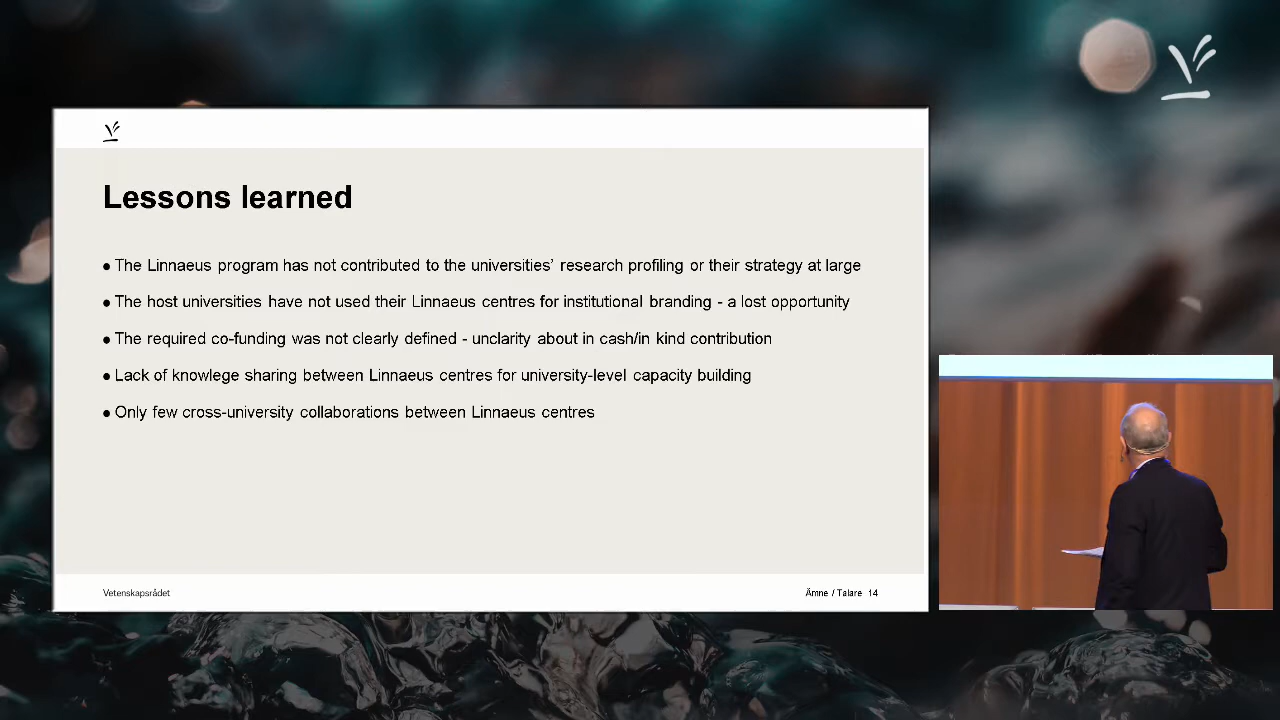 Lessons learned
• The Linnaeus program has not contributed to the universities’ research profiling or their strategy at large
• The host universities have not used their Linnaeus centres for institutional branding - a lost opportunity
• The required co-funding was not clearly defined - unclarity about in cash/in kind contribution
• Lack of knowlege sharing between Linnaeus centres for university-level capacity building
• Only few cross-university collaborations between Linnaeus centres
Vetenskapsrådet
Ämne / Talare 14